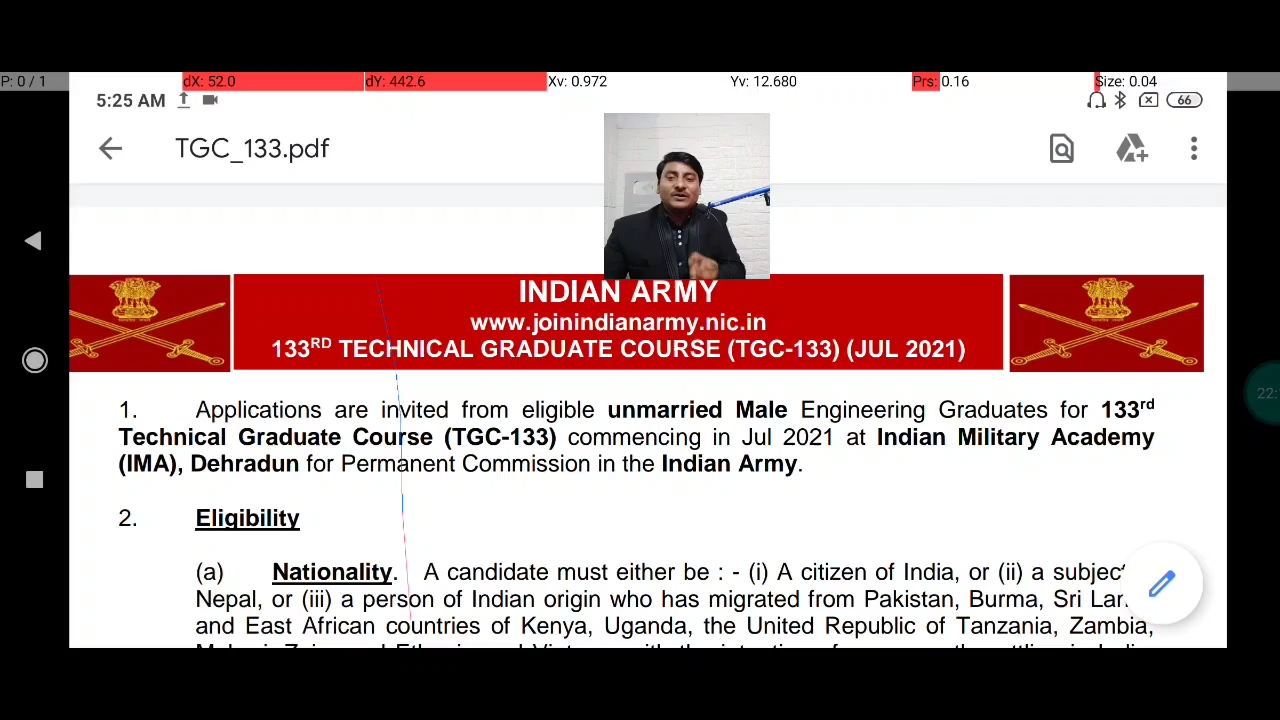 P: 0 / 1 dX: 52.0 dY: 442.6 Xv: 0.972 Yv: 12.680 Prs: 0.16 Size: 0.04
5:25 AM 66
TGC_133.pdf
INDIAN ARMY
www.joinindianarmy.nic.in
133RD TECHNICAL GRADUATE COURSE (TGC-133) (JUL 2021)
22:
1. Applications are invited from eligible unmarried Male Engineering Graduates for 133rd
Technical Graduate Course (TGC-133) commencing in Jul 2021 at Indian Military Academy
(IMA), Dehradun for Permanent Commission in the Indian Army.
2. Eligibility
(a) Nationality. A candidate must either be : - (i) A citizen of India, or (ii) a subject
Nepal, or (iii) a person of Indian origin who has migrated from Pakistan, Burma, Sri
and East African countries of Kenya, Uganda, the United Republic of Tanzania, Zambia,